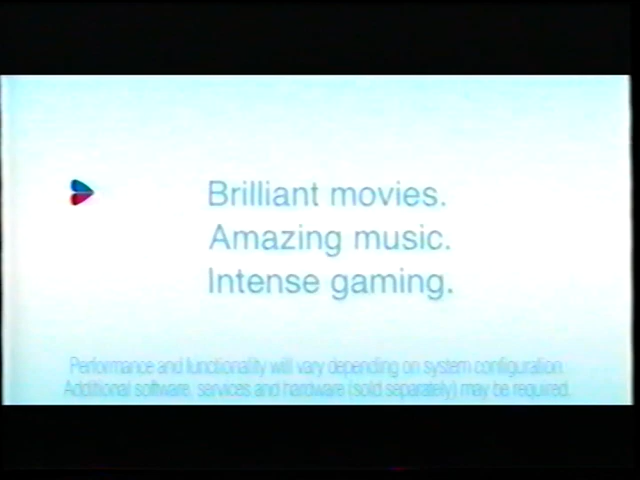 Brilliant movies.
Amazing music.
Intense gaming.
Performance and functionality will vary depending on system configuration.
Additional software, services and hardware (sold separately) may be required.